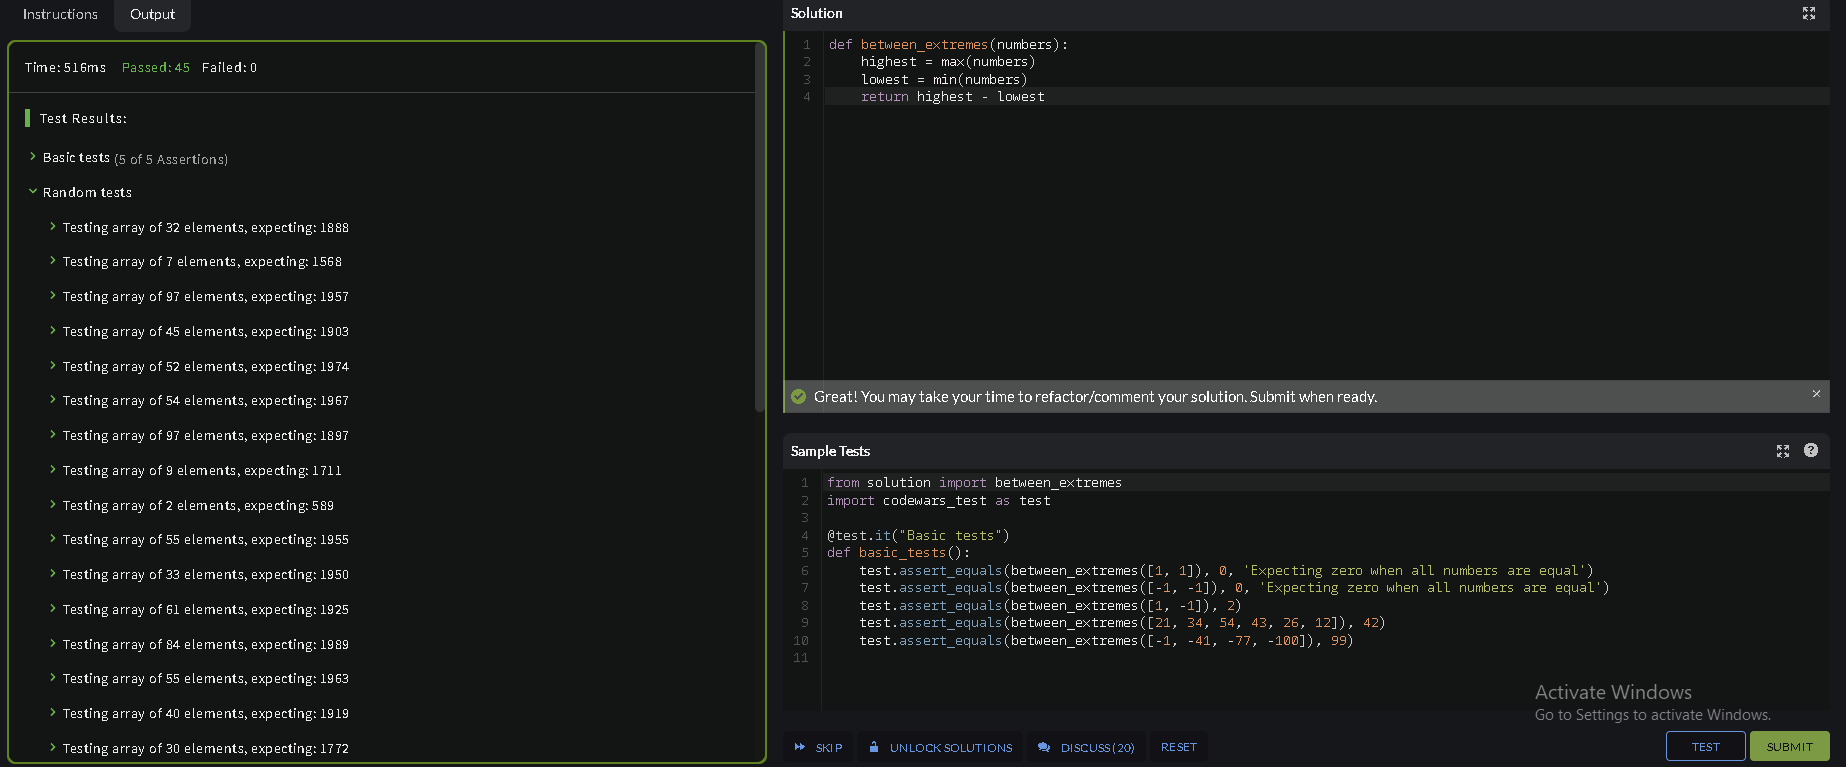 Instructions
Output
Time: 516ms Passed: 45 Failed: 0
Test Results:
Basic tests (5 of 5 Assertions)
Random tests
Testing array of 32 elements, expecting: 1888
Testing array of 7 elements, expecting: 1568
Testing array of 97 elements, expecting: 1957
Testing array of 45 elements, expecting: 1903
Testing array of 52 elements, expecting: 1974
Testing array of 54 elements, expecting: 1967
Testing array of 97 elements, expecting: 1897
Testing array of 9 elements, expecting: 1711
Testing array of 2 elements, expecting: 589
Testing array of 55 elements, expecting: 1955
Testing array of 33 elements, expecting: 1950
Testing array of 61 elements, expecting: 1925
Testing array of 84 elements, expecting: 1989
Testing array of 55 elements, expecting: 1963
Testing array of 40 elements, expecting: 1919
Testing array of 30 elements, expecting: 1772
Solution
1 def between_extremes(numbers):
2     highest = max(numbers)
3     lowest = min(numbers)
4     return highest - lowest
Great! You may take your time to refactor/comment your solution. Submit when ready.
Sample Tests
1 from solution import between_extremes
2 import codewars_test as test
3
4 @test.it("Basic tests")
5 def basic_tests():
6     test.assert_equals(between_extremes([1, 1]), 0, 'Expecting zero when all numbers are equal')
7     test.assert_equals(between_extremes([-1, -1]), 0, 'Expecting zero when all numbers are equal')
8     test.assert_equals(between_extremes([1, -1]), 2)
9     test.assert_equals(between_extremes([21, 34, 54, 43, 26, 12]), 42)
10     test.assert_equals(between_extremes([-1, -41, -77, -100]), 99)
11
Activate Windows
Go to Settings to activate Windows.
SKIP
UNLOCK SOLUTIONS
DISCUSS (20)
RESET
TEST
SUBMIT